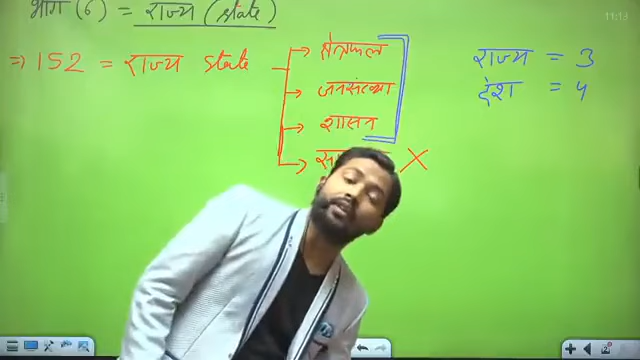 भाग (6) = राज्य (state)
⇒ 152 = राज्य state
→ क्षेत्रफल
→ जनसंख्या
→ शासन
→ ✗
राज्य = 3
देश = 4
11:13